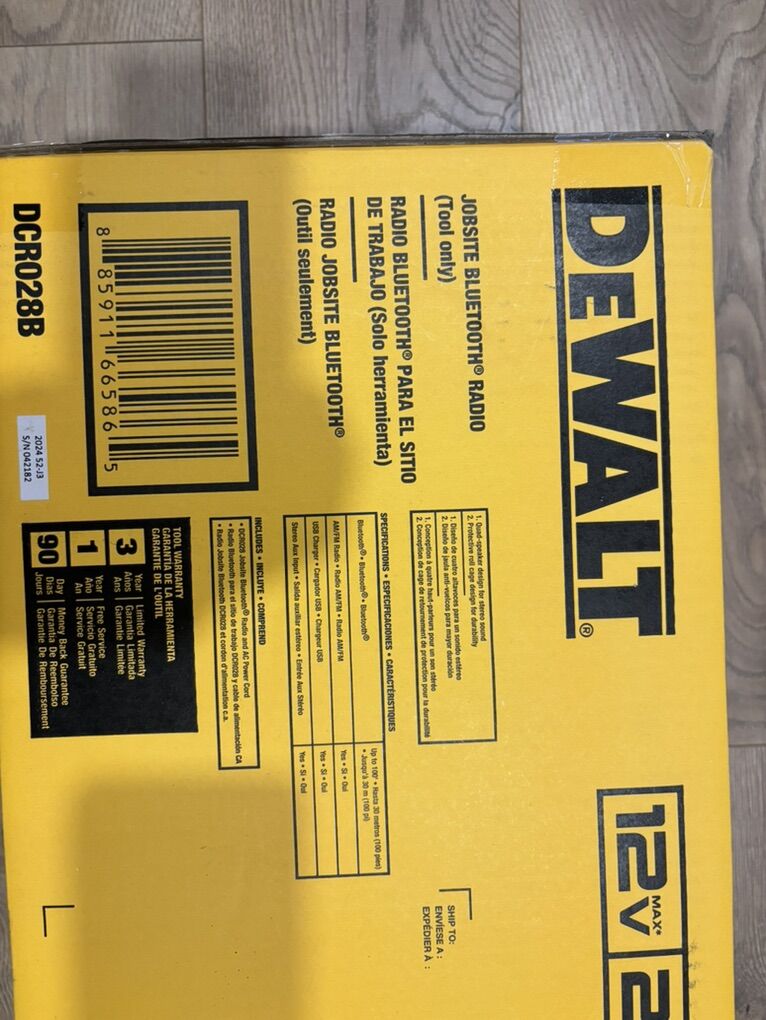 DEWALT®
12V MAX* 2
JOBSITE BLUETOOTH® RADIO
(Tool only)
RADIO BLUETOOTH® PARA EL SITIO
DE TRABAJO (Solo herramienta)
RADIO JOBSITE BLUETOOTH®
(Outil seulement)
8 85911 66586 5
DCR028B
2024 52-J3
S/N 042182
1. Quad-speaker design for stereo sound
2. Protective roll cage design for durability
1. Diseño de cuatro altavoces para un sonido estéreo
2. Diseño de jaula anti-vuelcos para mayor duración
1. Conception à quatre haut-parleurs pour un son stéréo
2. Conception de cage de retournement de protection pour la durabilité
SPECIFICATIONS • ESPECIFICACIONES • CARACTÉRISTIQUES
Bluetooth® • Bluetooth® • Bluetooth® Up to 100' • Hasta 30 metros (100 pies)
• Jusqu'à 30 m (100 pi)
AM/FM Radio • Radio AM/FM • Radio AM/FM Yes • Sí • Oui
USB Charger • Cargador USB • Chargeur USB Yes • Sí • Oui
Stereo Aux Input • Salida auxiliar estéreo • Entrée Aux Stéréo Yes • Sí • Oui
INCLUDES • INCLUYE • COMPREND
• DCR028 Jobsite Bluetooth® Radio and AC Power Cord
• Radio Bluetooth para el sitio de trabajo DCR028 y cable de alimentación CA
• Radio Jobsite Bluetooth DCR028 et cordon d'alimentation c.a.
TOOL WARRANTY
GARANTÍA DE LA HERRAMIENTA
GARANTIE DE L'OUTIL
3 Year Limited Warranty
Años Garantía Limitada
Ans Garantie Limitee
1 Year Free Service
Año Servicio Gratuito
An Service Gratuit
90 Day Money Back Guarantee
Días Garantía De Reembolso
Jours Garantie De Remboursement
SHIP TO:
ENVÍESE A :
EXPÉDIER À :